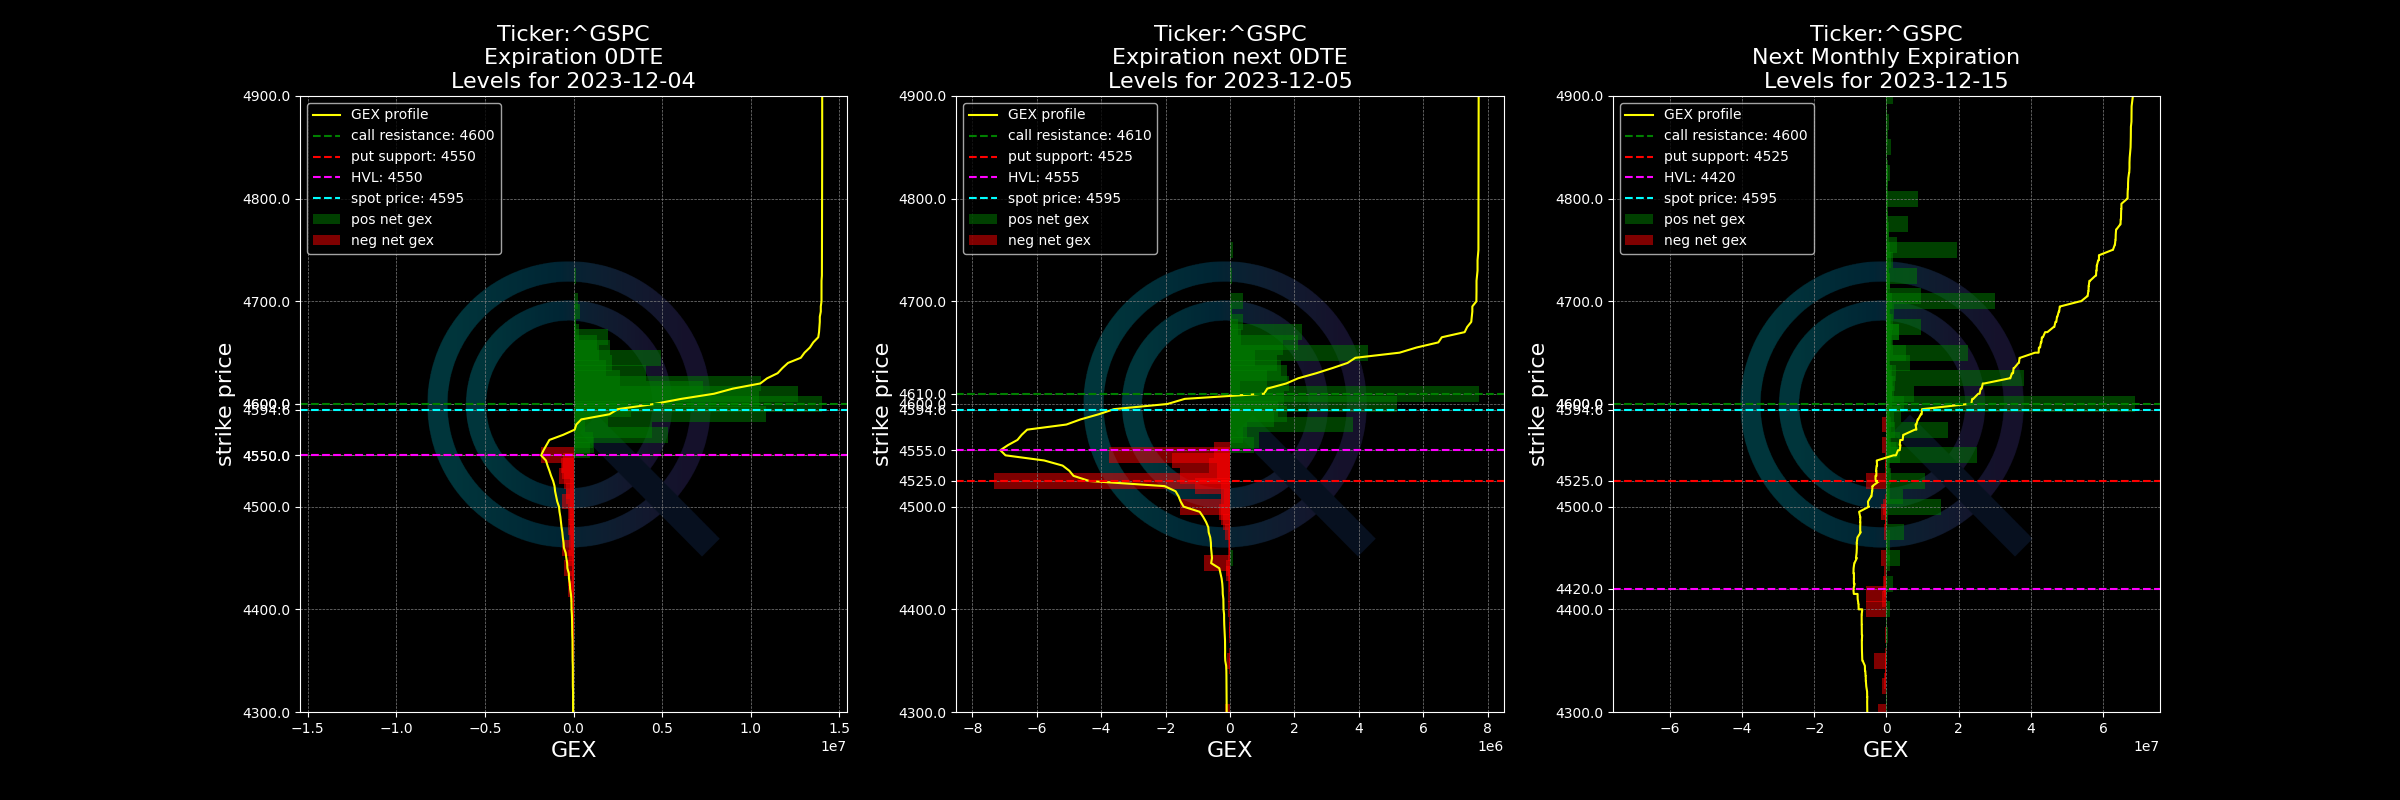 Ticker:^GSPC
Expiration 0DTE
Levels for 2023-12-04
4900.0
4800.0
4700.0
4600.0
4594.6
4550.0
4500.0
4400.0
4300.0
strike price
GEX profile
call resistance: 4600
put support: 4550
HVL: 4550
spot price: 4595
pos net gex
neg net gex
−1.5 −1.0 −0.5 0.0 0.5 1.0 1.5
1e7
GEX
Ticker:^GSPC
Expiration next 0DTE
Levels for 2023-12-05
4900.0
4800.0
4700.0
4610.0
4600.0
4594.6
4555.0
4525.0
4500.0
4400.0
4300.0
strike price
GEX profile
call resistance: 4610
put support: 4525
HVL: 4555
spot price: 4595
pos net gex
neg net gex
−8 −6 −4 −2 0 2 4 6 8
1e6
GEX
Ticker:^GSPC
Next Monthly Expiration
Levels for 2023-12-15
4900.0
4800.0
4700.0
4600.0
4594.6
4525.0
4500.0
4420.0
4400.0
4300.0
strike price
GEX profile
call resistance: 4600
put support: 4525
HVL: 4420
spot price: 4595
pos net gex
neg net gex
−6 −4 −2 0 2 4 6
1e7
GEX